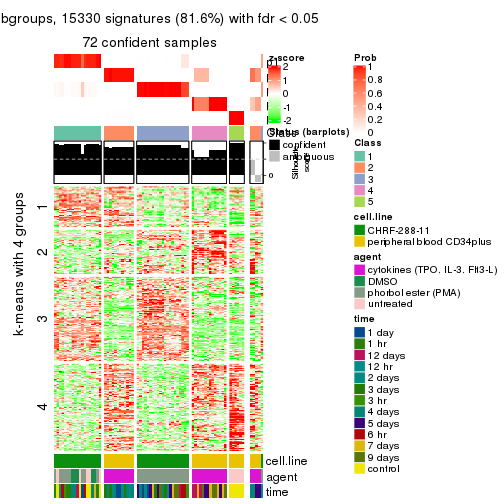 bgroups, 15330 signatures (81.6%) with fdr < 0.05
72 confident samples
k-means with 4 groups
1
2
3
4
z-score
2
1
0
-1
-2
Status (barplots)
confident
ambiguous
Silhouette
score
0
cell.line
agent
time
Prob
1
0.8
0.6
0.4
0.2
0
Class
1
2
3
4
5
cell.line
CHRF-288-11
peripheral blood CD34plus
agent
cytokines (TPO, IL-3, Flt3-L)
DMSO
phorbol ester (PMA)
untreated
time
1 day
1 hr
12 days
12 hr
2 days
3 days
3 hr
4 days
5 days
6 hr
7 days
9 days
control